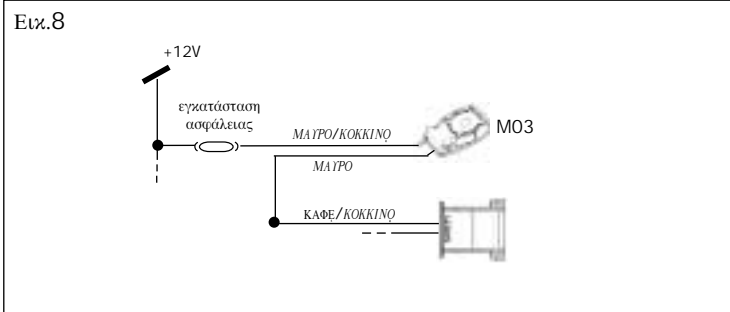 Εικ.8
+12V
εγκατάσταση
ασφάλειας
ΜΑΥΡΟ/ΚΟΚΚΙΝΟ
M03
ΜΑΥΡΟ
ΚΑΦΕ/ΚΟΚΚΙΝΟ